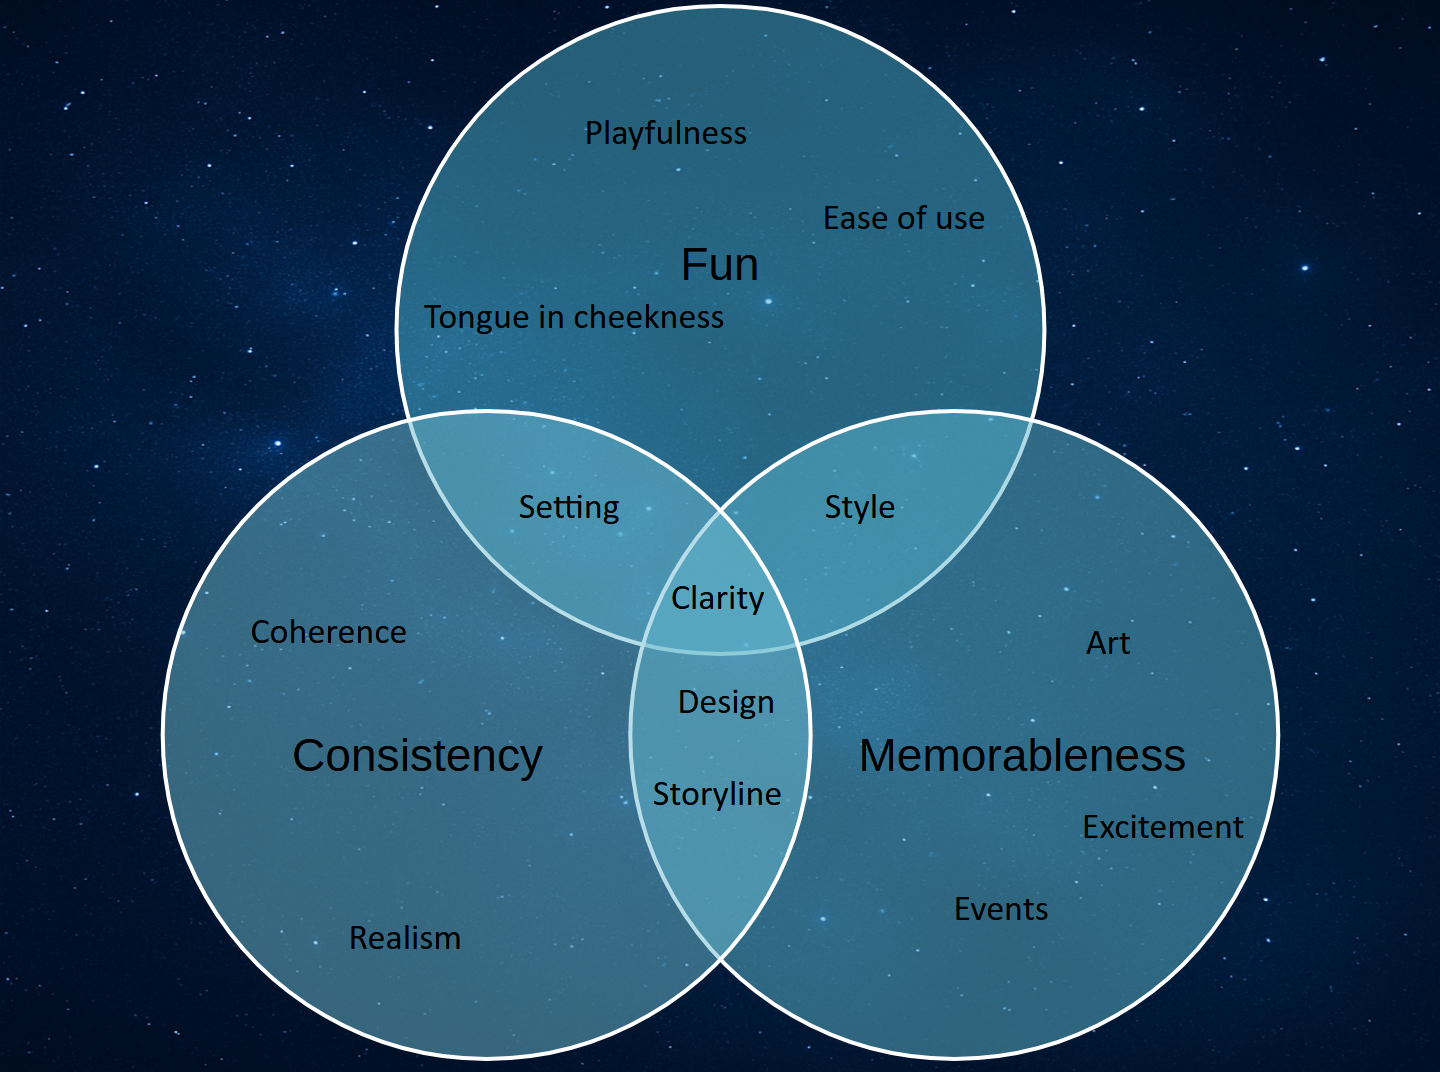 Playfulness
Ease of use
Fun
Tongue in cheekness
Setting
Style
Clarity
Coherence
Art
Design
Consistency
Memorableness
Storyline
Excitement
Events
Realism